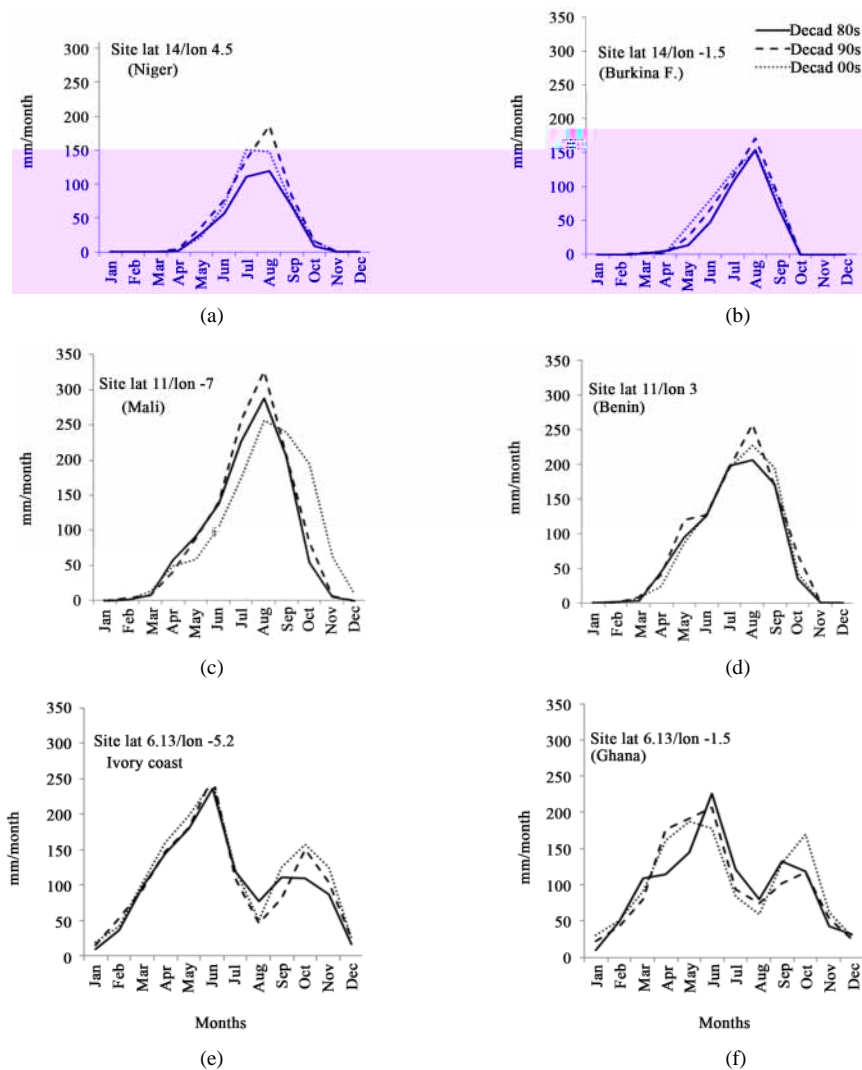 Site lat 14/lon 4.5
(Niger)
mm/month
300
250
200
150
100
50
0
Jan Feb Mar Apr May Jun Jul Aug Sep Oct Nov Dec
(a)
Site lat 14/lon -1.5
(Burkina F.)
Decad 80s
Decad 90s
Decad 00s
mm/month
350
300
250
200
150
100
50
0
Jan Feb Mar Apr May Jun Jul Aug Sep Oct Nov Dec
(b)
Site lat 11/lon -7
(Mali)
mm/month
350
300
250
200
150
100
50
0
Jan Feb Mar Apr May Jun Jul Aug Sep Oct Nov Dec
(c)
Site lat 11/lon 3
(Benin)
mm/month
350
300
250
200
150
100
50
0
Jan Feb Mar Apr May Jun Jul Aug Sep Oct Nov Dec
(d)
Site lat 6.13/lon -5.2
Ivory coast
mm/month
350
300
250
200
150
100
50
0
Jan Feb Mar Apr May Jun Jul Aug Sep Oct Nov Dec
Months
(e)
Site lat 6.13/lon -1.5
(Ghana)
mm/month
350
300
250
200
150
100
50
0
Jan Feb Mar Apr May Jun Jul Aug Sep Oct Nov Dec
Months
(f)